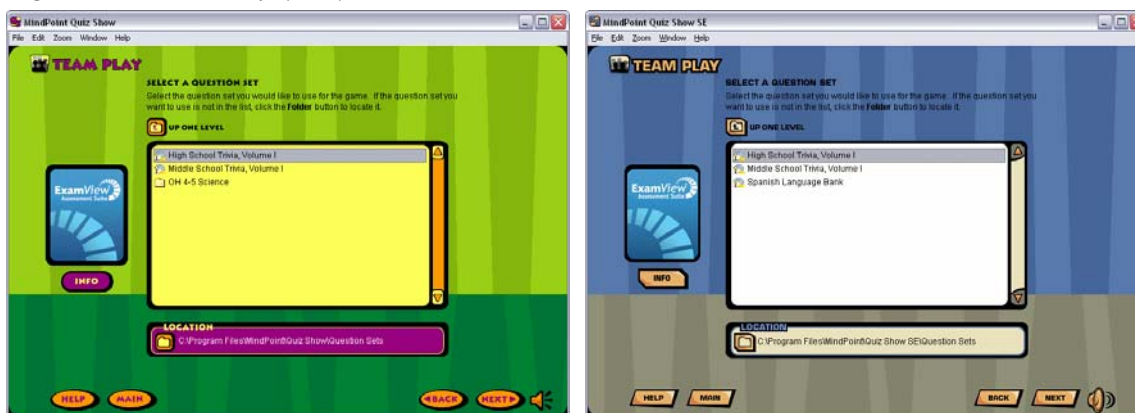 MindPoint Quiz Show
File Edit Zoom Window Help
TEAM PLAY
SELECT A QUESTION SET
Select the question set you would like to use for the game. If the question set you
want to use is not in the list, click the Folder button to locate it.
UP ONE LEVEL
High School Trivia, Volume I
Middle School Trivia, Volume I
OH 4-5 Science
ExamView
Assessment Suite
INFO
LOCATION
C:\Program Files\MindPoint\Quiz Show\Question Sets
HELP MAIN BACK NEXT
MindPoint Quiz Show SE
File Edit Zoom Window Help
TEAM PLAY
SELECT A QUESTION SET
Select the question set you would like to use for the game. If the question set you
want to use is not in the list, click the Folder button to locate it.
UP ONE LEVEL
High School Trivia, Volume I
Middle School Trivia, Volume I
Spanish Language Bank
ExamView
Assessment Suite
INFO
LOCATION
C:\Program Files\MindPoint\Quiz Show SE\Question Sets
HELP MAIN BACK NEXT